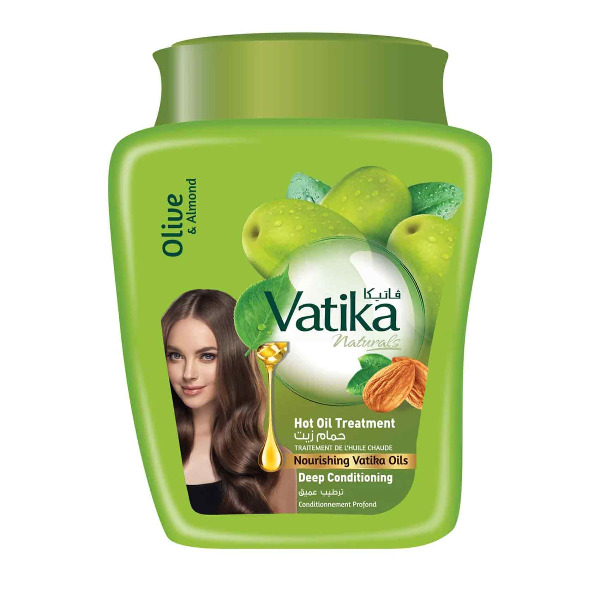 Olive
& Almond
ڤاتيكا
Vatika
Naturals
Hot Oil Treatment
حمام زيت
TRAITEMENT DE L'HUILE CHAUDE
Nourishing Vatika Oils
Deep Conditioning
ترطيب عميق
Conditionnement Profond